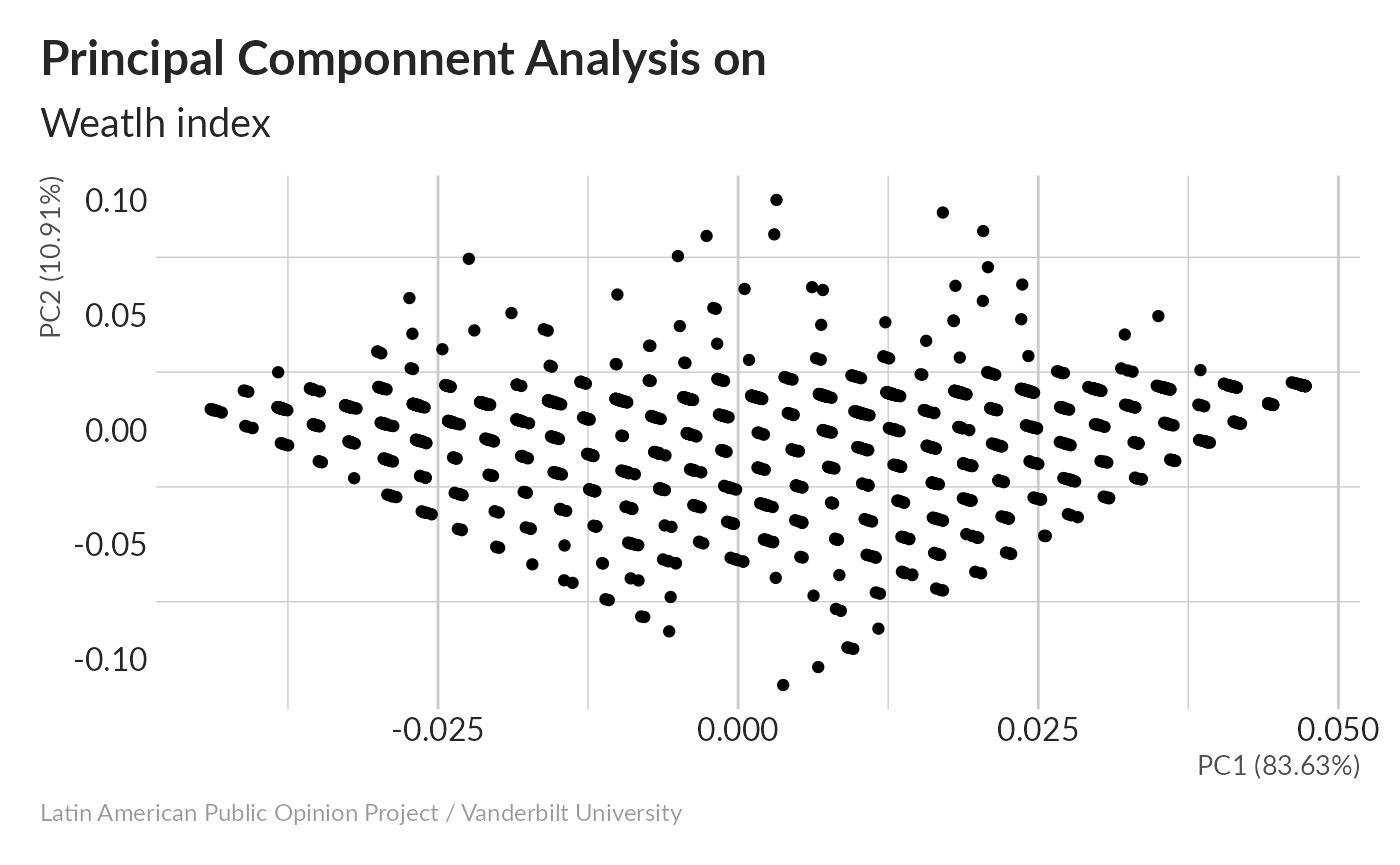 Principal Componnent Analysis on
Weatlh index
PC2 (10.91%)
0.10
0.05
0.00
-0.05
-0.10
-0.025
0.000
0.025
0.050
PC1 (83.63%)
Latin American Public Opinion Project / Vanderbilt University